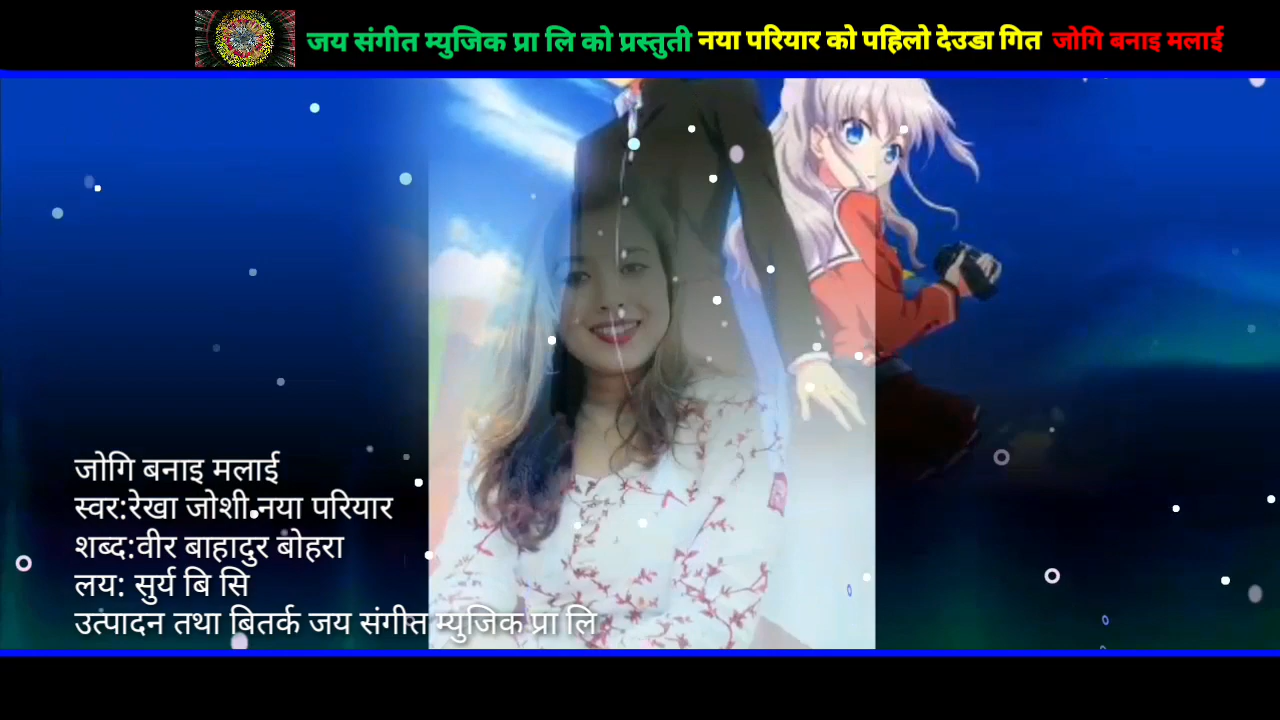 जय संगीत म्युजिक प्रा लि को प्रस्तुती नया परियार को पहिलो देउडा गित जोगि बनाइ मलाई
जोगि बनाइ मलाई
स्वर:रेखा जोशी.नया परियार
शब्द:वीर बाहादुर बोहरा
लय: सुर्य बि सि
उत्पादन तथा बितर्क जय संगीत म्युजिक प्रा लि